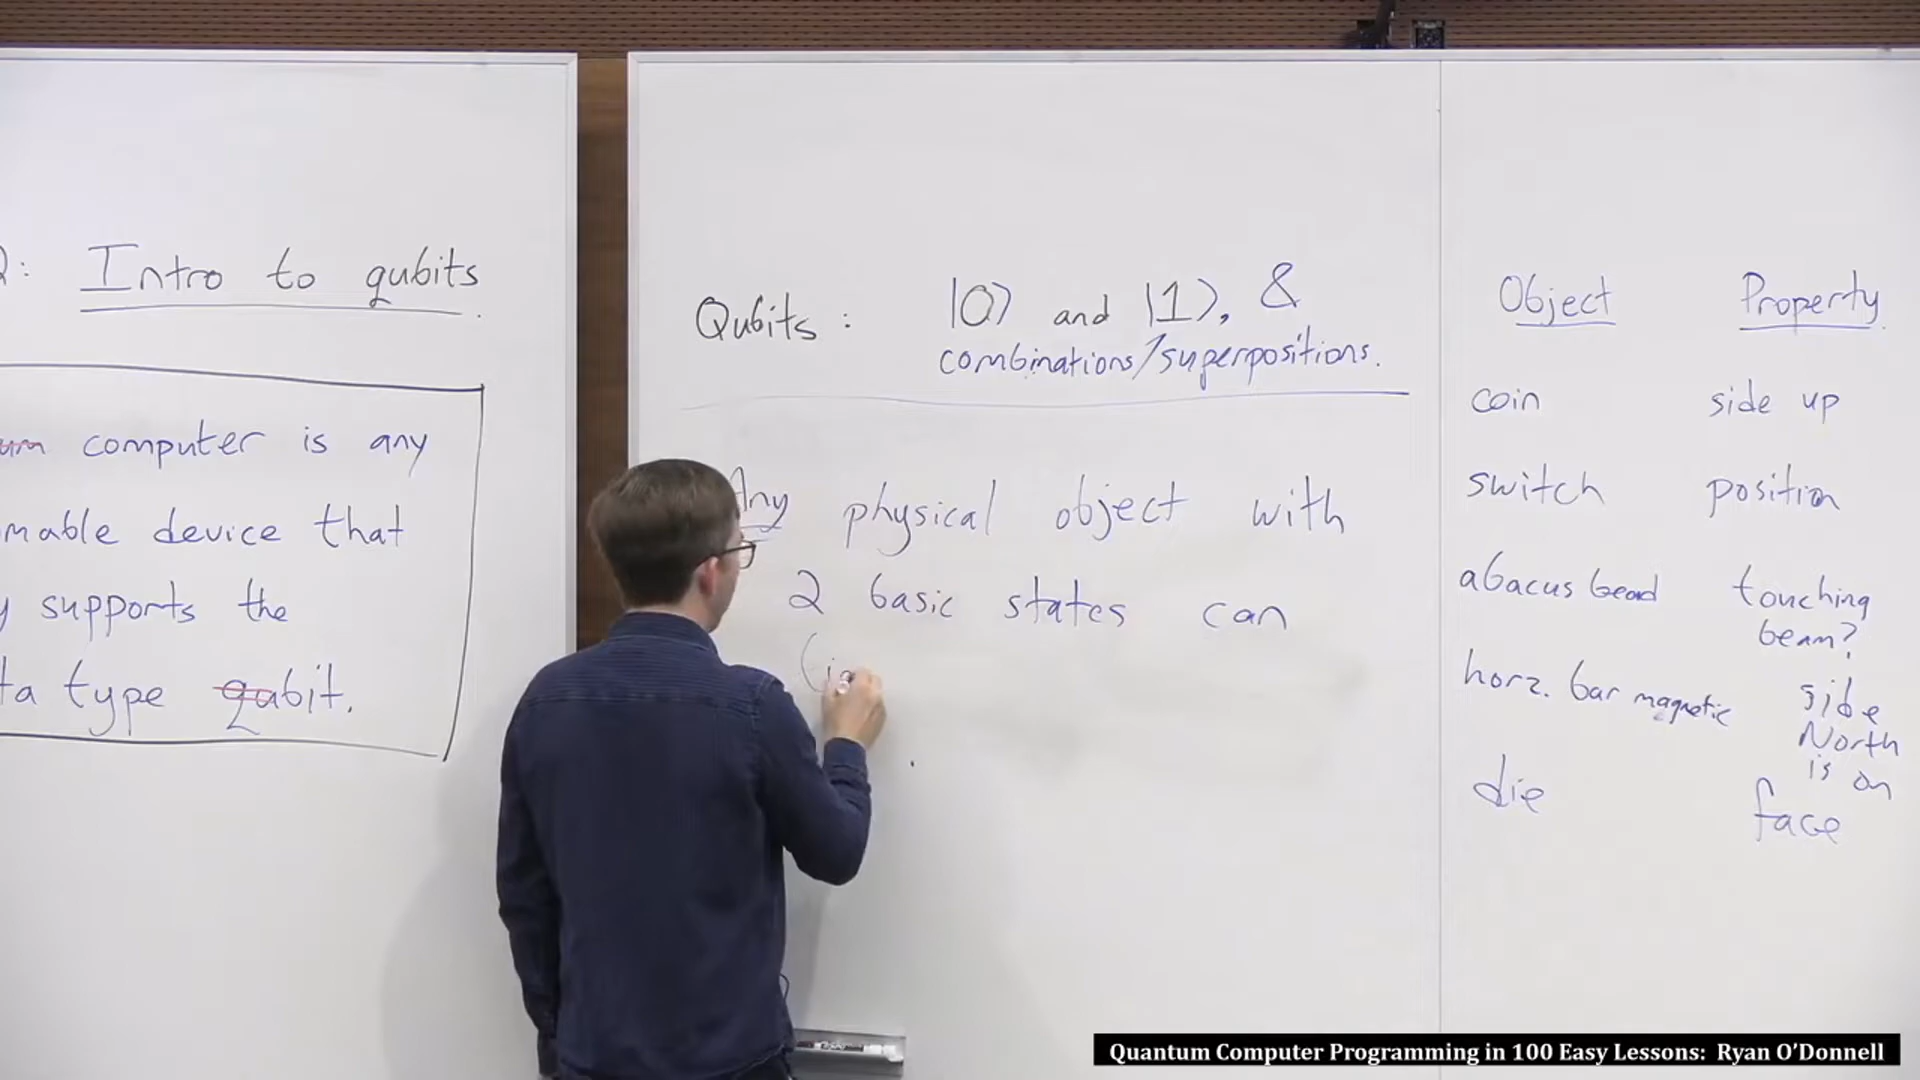 : Intro to qubits
computer is any
mable device that
supports the
ta type qubit.
Qubits : |0⟩ and |1⟩, &
combinations/superpositions.
Any physical object with
2 basic states can
Object Property
coin side up
switch position
abacus bead touching
beam?
horz. bar magnetic side
North
is on
die face
Quantum Computer Programming in 100 Easy Lessons: Ryan O'Donnell